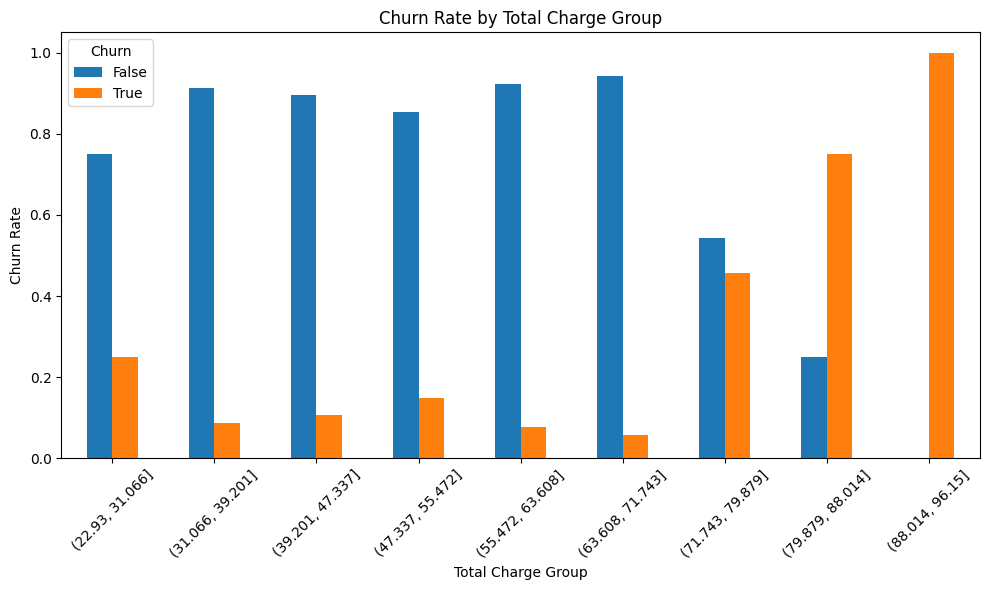 Churn Rate by Total Charge Group
Churn
False
True
1.0
0.8
0.6
0.4
0.2
0.0
Churn Rate
(22.93, 31.066]
(31.066, 39.201]
(39.201, 47.337]
(47.337, 55.472]
(55.472, 63.608]
(63.608, 71.743]
(71.743, 79.879]
(79.879, 88.014]
(88.014, 96.15]
Total Charge Group